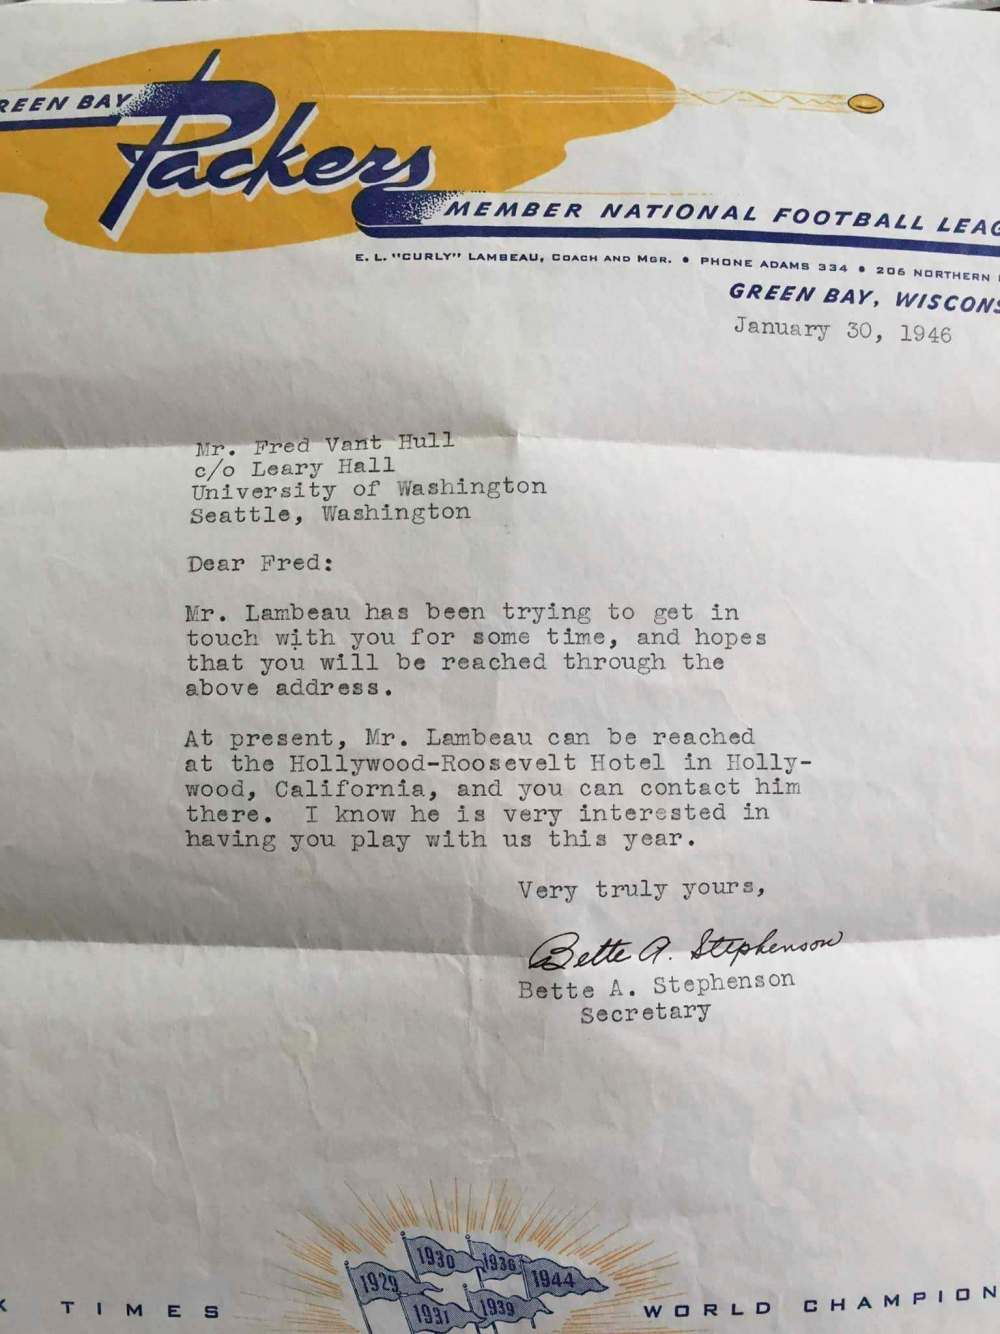 REEN BAY
Packers
MEMBER NATIONAL FOOTBALL LEAG
E. L. "CURLY" LAMBEAU, COACH AND MGR. • PHONE ADAMS 334 • 206 NORTHERN
GREEN BAY, WISCONS
January 30, 1946
Mr. Fred Vant Hull
c/o Leary Hall
University of Washington
Seattle, Washington
Dear Fred:
Mr. Lambeau has been trying to get in
touch with you for some time, and hopes
that you will be reached through the
above address.
At present, Mr. Lambeau can be reached
at the Hollywood-Roosevelt Hotel in Holly-
wood, California, and you can contact him
there. I know he is very interested in
having you play with us this year.
Very truly yours,
Bette A. Stephenson
Bette A. Stephenson
Secretary
1930 1936
1929 1944
1931 1939
X TIMES WORLD CHAMPION